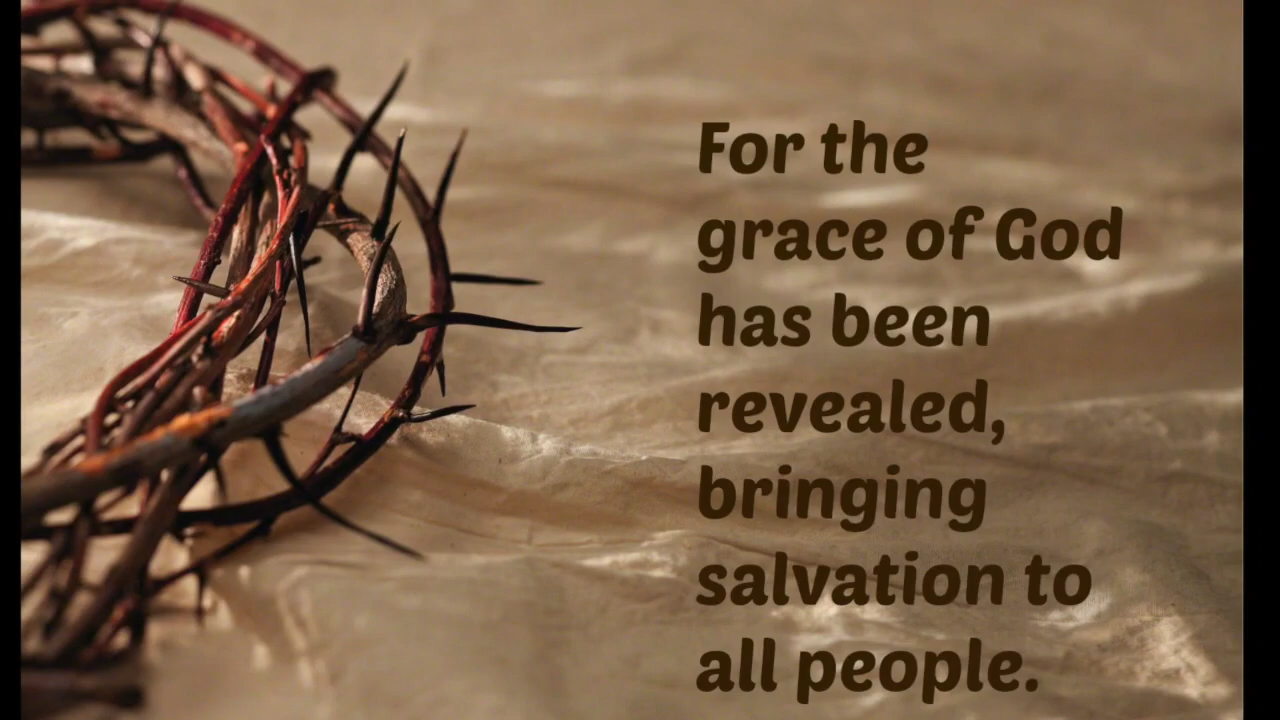 For the
grace of God
has been
revealed,
bringing
salvation to
all people.